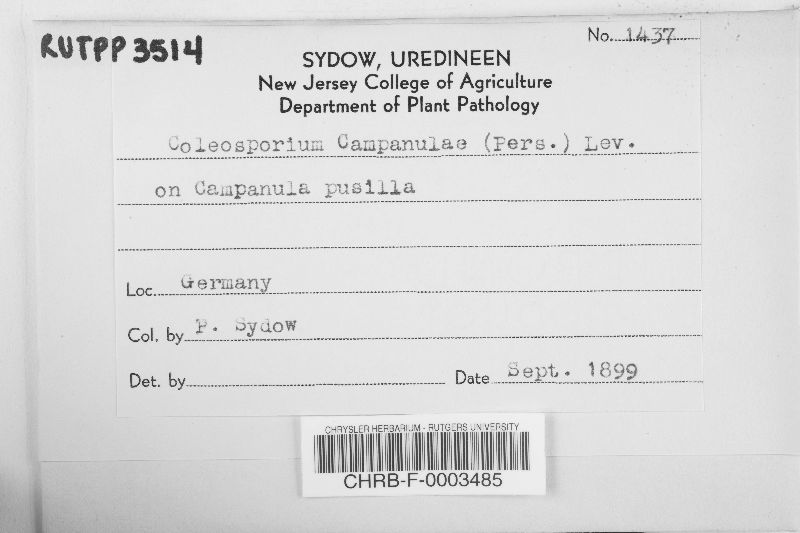 RUTPP 3514
No. 1437
SYDOW, UREDINEEN
New Jersey College of Agriculture
Department of Plant Pathology
Coleosporium Campanulae (Pers.) Lev.
on Campanula pusilla
Loc. Germany
Col. by P. Sydow
Det. by
Date Sept. 1899
CHRYSLER HERBARIUM - RUTGERS UNIVERSITY
CHRB-F-0003485